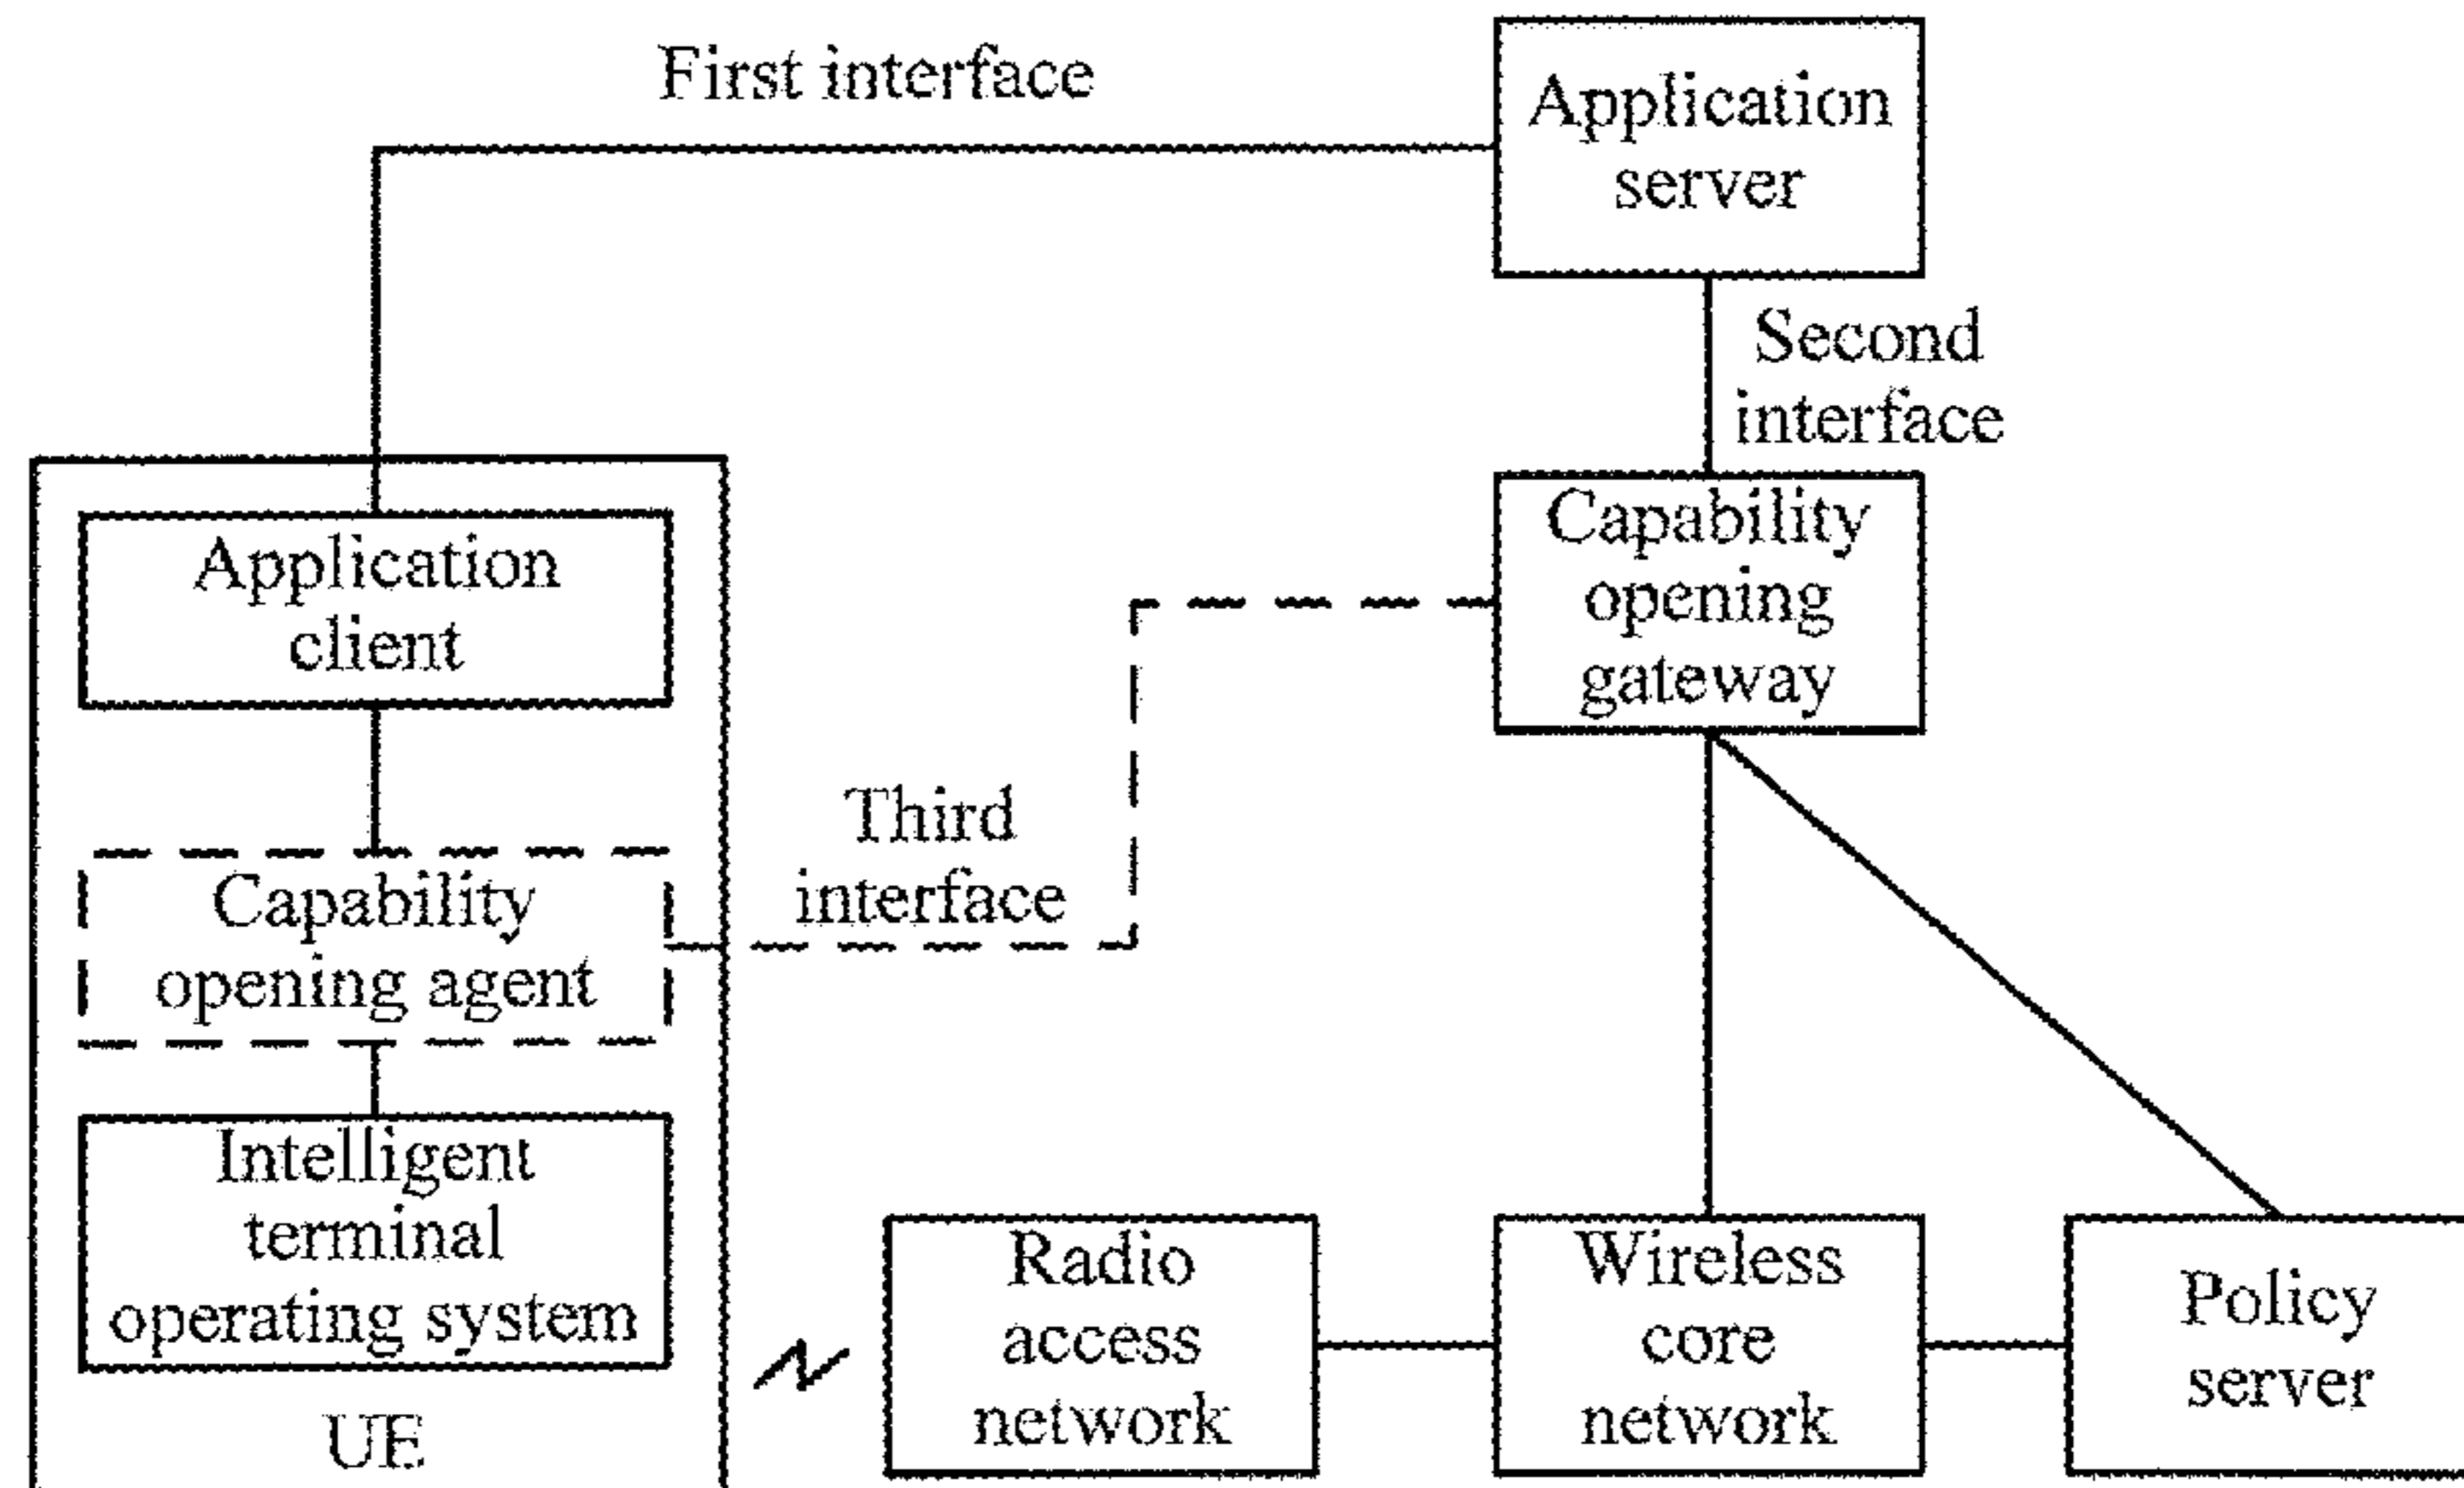 First interface
Application
server
Second
interface
Application
client
Capability
opening
gateway
Third
interface
Capability
opening agent
Intelligent
terminal
operating system
UE
Radio
access
network
Wireless
core
network
Policy
server